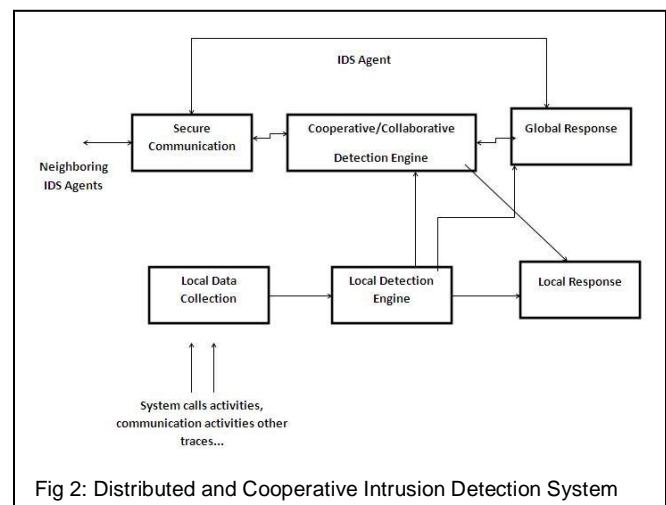 IDS Agent
Secure
Communication
Cooperative/Collaborative
Detection Engine
Global Response
Neighboring
IDS Agents
Local Data
Collection
Local Detection
Engine
Local Response
System calls activities,
communication activities other
traces...
Fig 2: Distributed and Cooperative Intrusion Detection System